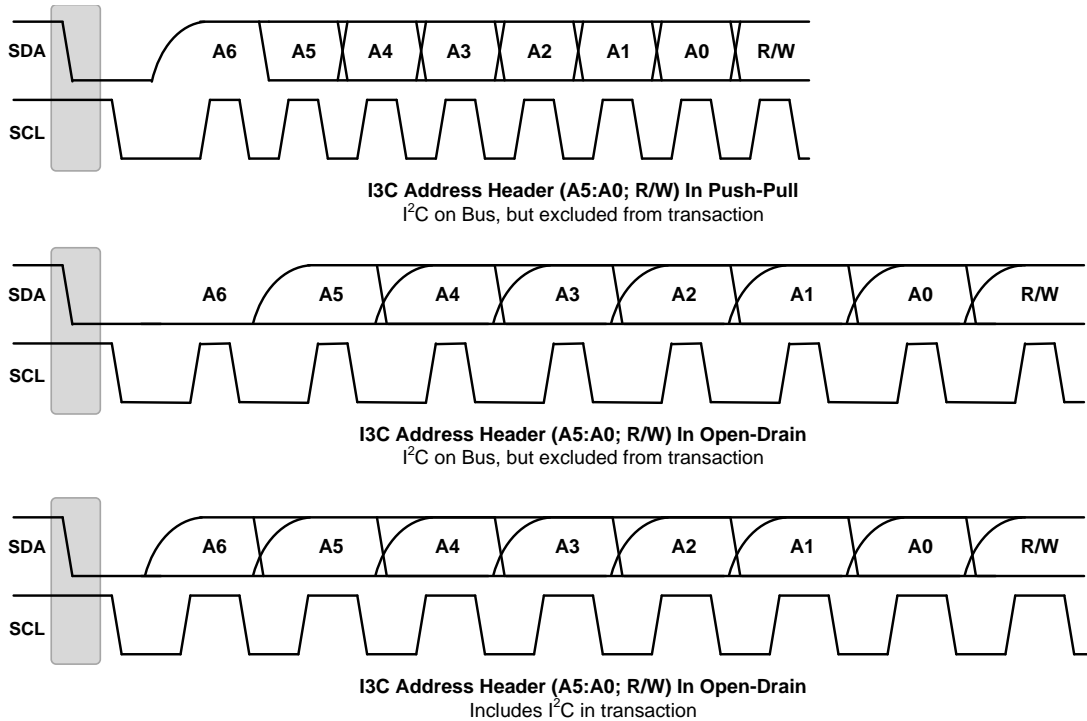 SDA A6 A5 A4 A3 A2 A1 A0 R/W
SCL
I3C Address Header (A5:A0; R/W) In Push-Pull
I²C on Bus, but excluded from transaction
SDA A6 A5 A4 A3 A2 A1 A0 R/W
SCL
I3C Address Header (A5:A0; R/W) In Open-Drain
I²C on Bus, but excluded from transaction
SDA A6 A5 A4 A3 A2 A1 A0 R/W
SCL
I3C Address Header (A5:A0; R/W) In Open-Drain
Includes I²C in transaction